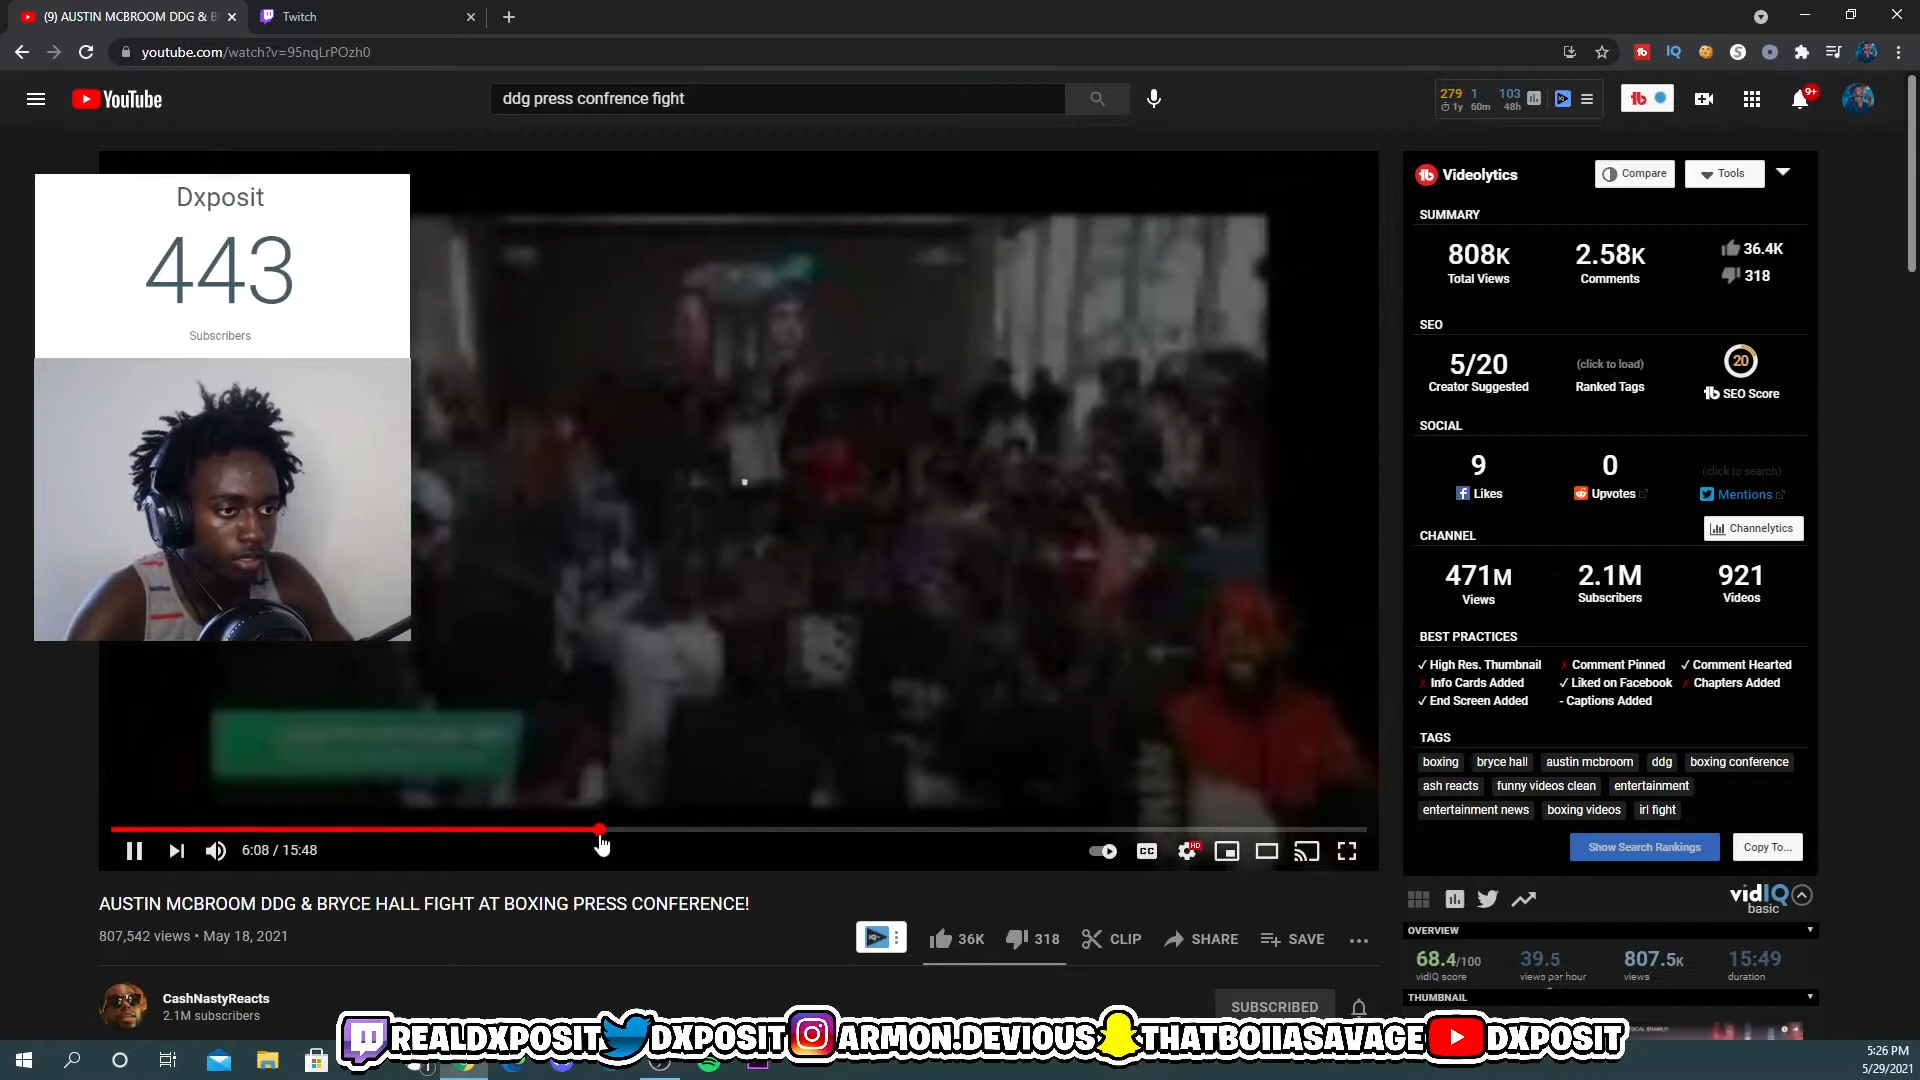 (9) AUSTIN MCBROOM DDG & B
Twitch
youtube.com/watch?v=95nqLrPOzh0
IQ
YouTube
ddg press confrence fight
279 1 103
1y 60m 48h
9+
Dxposit
443
Subscribers
Videolytics
Compare
Tools
SUMMARY
808K
Total Views
2.58K
Comments
36.4K
318
SEO
5/20
Creator Suggested
(click to load)
Ranked Tags
20
SEO Score
SOCIAL
9
Likes
0
Upvotes
(click to search)
Mentions
Channelytics
CHANNEL
471M
Views
2.1M
Subscribers
921
Videos
BEST PRACTICES
✓ High Res. Thumbnail
✗ Comment Pinned
✓ Comment Hearted
✗ Info Cards Added
✓ Liked on Facebook
✗ Chapters Added
✓ End Screen Added
- Captions Added
TAGS
boxing
bryce hall
austin mcbroom
ddg
boxing conference
ash reacts
funny videos clean
entertainment
entertainment news
boxing videos
irl fight
Show Search Rankings
Copy To...
6:08 / 15:48
CC
HD
AUSTIN MCBROOM DDG & BRYCE HALL FIGHT AT BOXING PRESS CONFERENCE!
807,542 views • May 18, 2021
36K
318
CLIP
SHARE
SAVE
vidIQ
basic
OVERVIEW
68.4/100
vidIQ score
39.5
views per hour
807.5K
views
15:49
duration
THUMBNAIL
CashNastyReacts
2.1M subscribers
SUBSCRIBED
REALDXPOSIT
DXPOSIT
ARMON.DEVIOUS
THATBOIIASAVAGE
DXPOSIT
5:26 PM
5/29/2021